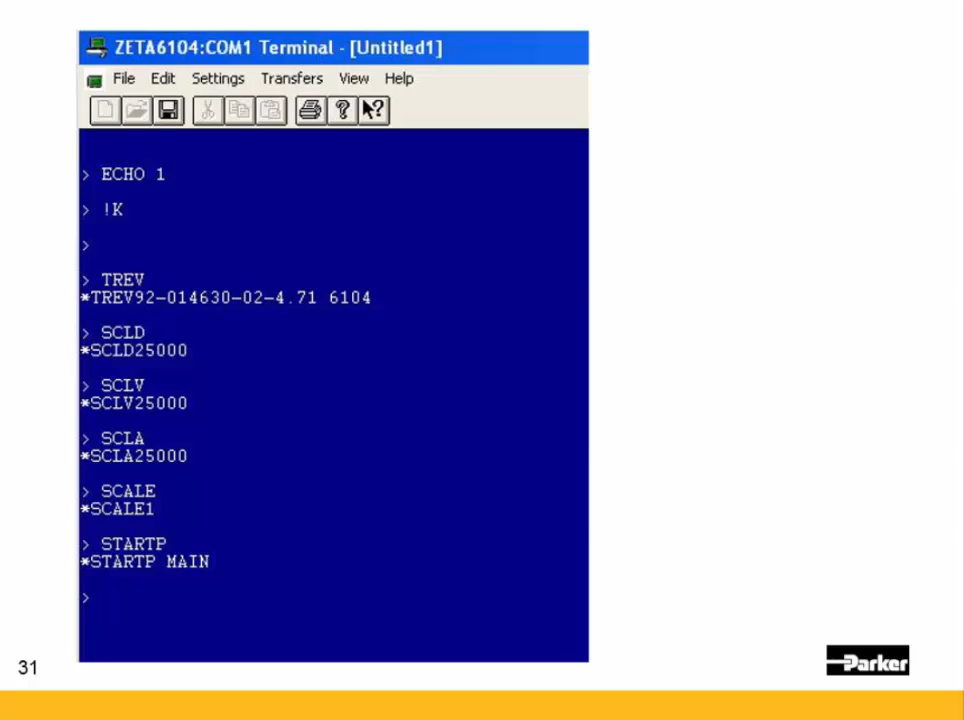 ZETA6104:COM1 Terminal - [Untitled1]
File Edit Settings Transfers View Help
> ECHO 1
> !K
>
> TREV
*TREV92-014630-02-4.71 6104
> SCLD
*SCLD25000
> SCLV
*SCLV25000
> SCLA
*SCLA25000
> SCALE
*SCALE1
> STARTP
*STARTP MAIN
>
31
Parker